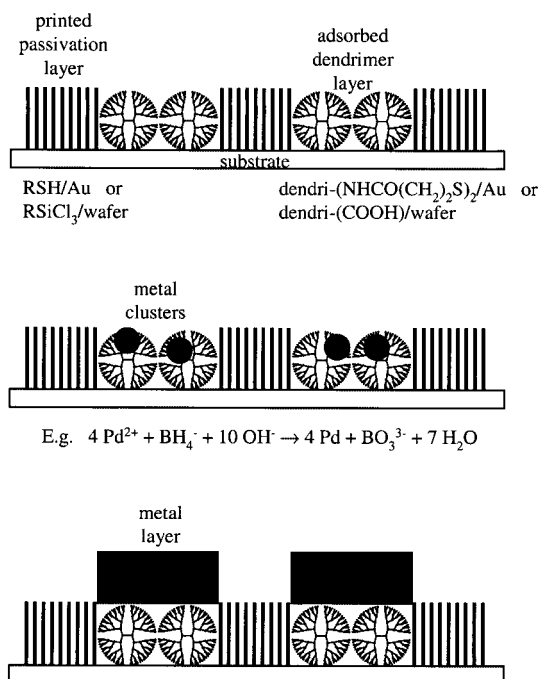 printed
passivation
layer
adsorbed
dendrimer
layer
substrate
RSH/Au or
RSiCl₃/wafer
dendri-(NHCO(CH₂)₂S)₂/Au or
dendri-(COOH)/wafer
metal
clusters
E.g. 4 Pd²⁺ + BH₄⁻ + 10 OH⁻ → 4 Pd + BO₃³⁻ + 7 H₂O
metal
layer